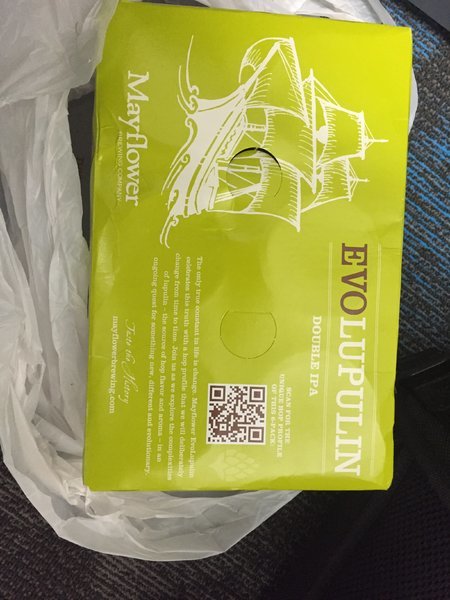 EVOLUPULIN
DOUBLE IPA
SCAN FOR THE
UNIQUE HOP PROFILE
OF THIS 6-PACK!
Mayflower
BREWING COMPANY
The only true constant to life is change. Mayflower EvoLupulin
celebrates this truth with a hop profile that we will deliberately
change from time to time. Join us as we explore the complexities
of lupulin – the source of hop flavor and aroma – in an
ongoing quest for something new, different and evolutionary.
Taste the History
mayflowerbrewing.com